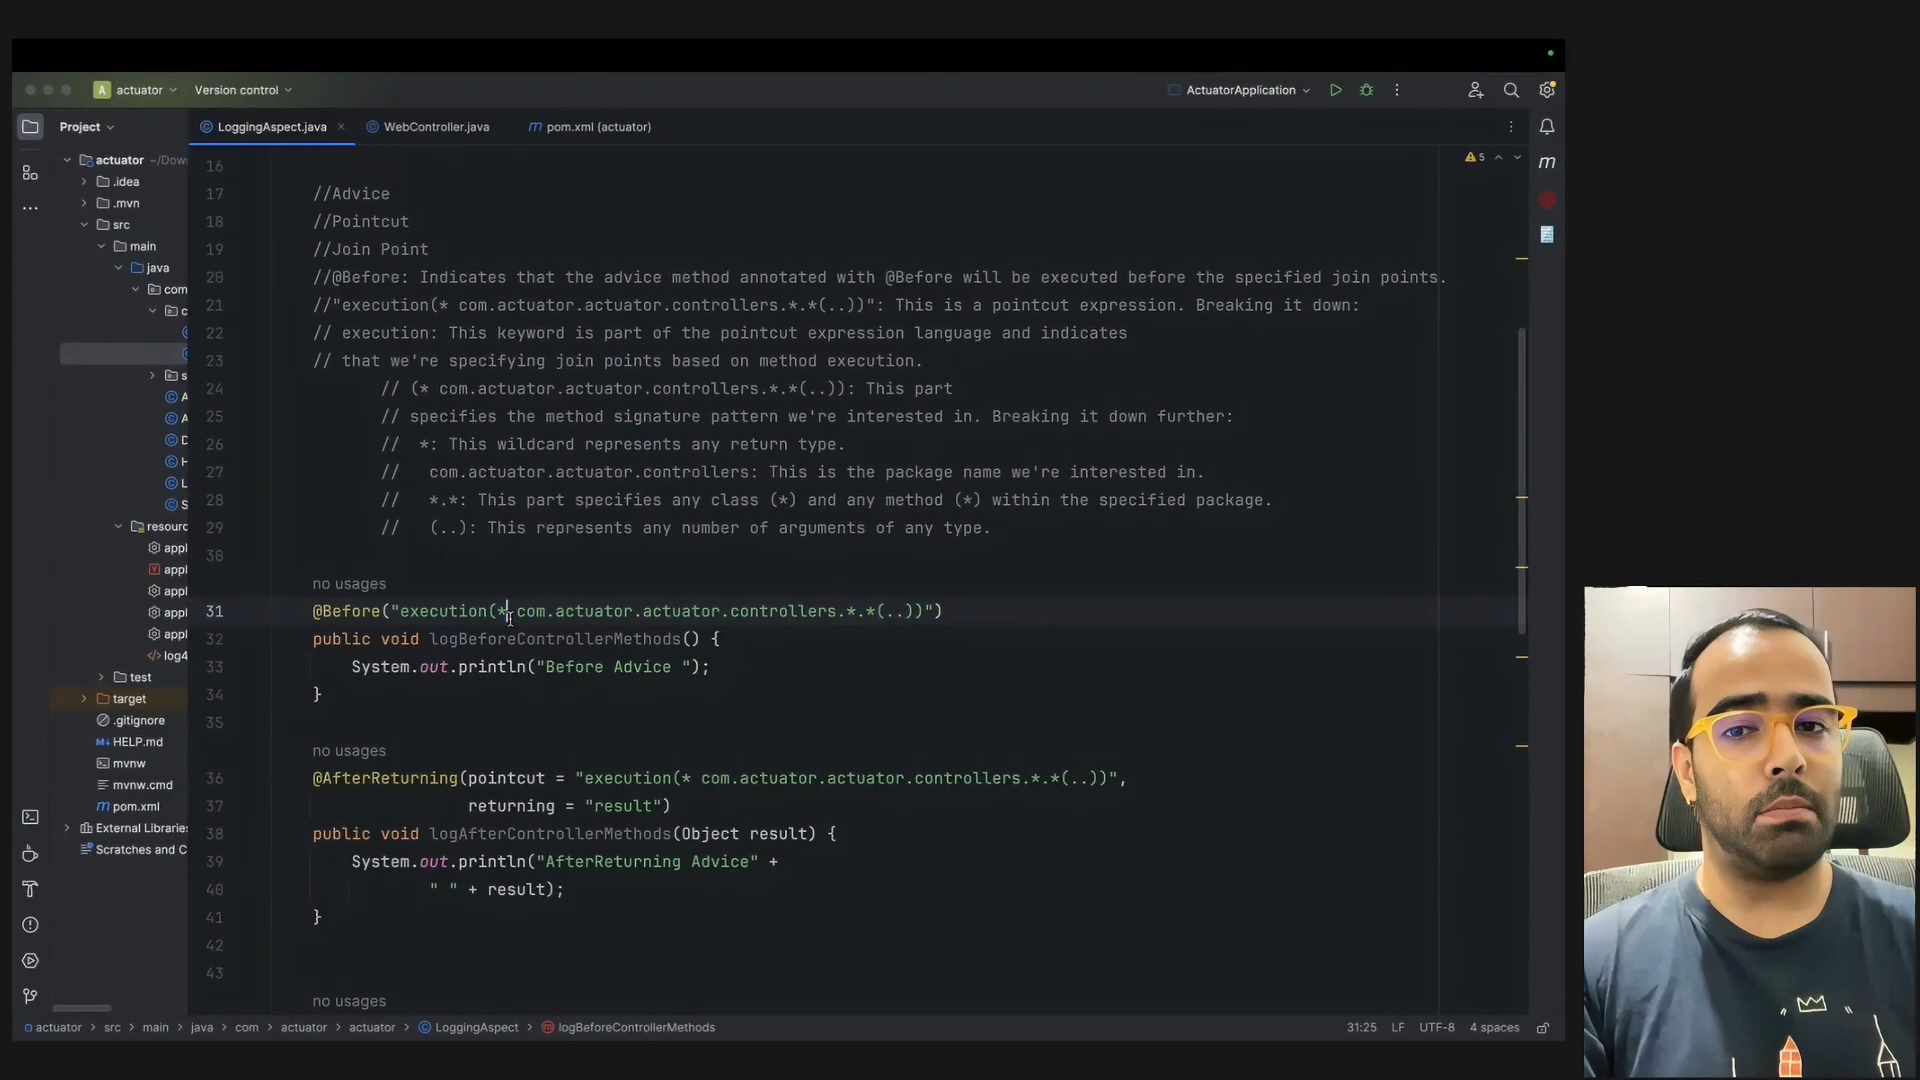 A actuator Version control ActuatorApplication
Project LoggingAspect.java WebController.java m pom.xml (actuator)
actuator ~/Dow
.idea
.mvn
src
main
java
com
c
s
A
A
D
H
L
S
resourc
appl
appl
appl
appl
appl
log4
test
target
.gitignore
HELP.md
mvnw
mvnw.cmd
pom.xml
External Libraries
Scratches and C
5
16
17 //Advice
18 //Pointcut
19 //Join Point
20 //@Before: Indicates that the advice method annotated with @Before will be executed before the specified join points.
21 //"execution(* com.actuator.actuator.controllers.*.*(..))": This is a pointcut expression. Breaking it down:
22 // execution: This keyword is part of the pointcut expression language and indicates
23 // that we're specifying join points based on method execution.
24 // (* com.actuator.actuator.controllers.*.*(..)): This part
25 // specifies the method signature pattern we're interested in. Breaking it down further:
26 // *: This wildcard represents any return type.
27 // com.actuator.actuator.controllers: This is the package name we're interested in.
28 // *.*: This part specifies any class (*) and any method (*) within the specified package.
29 // (..): This represents any number of arguments of any type.
30
no usages
31 @Before("execution(* com.actuator.actuator.controllers.*.*(..))")
32 public void logBeforeControllerMethods() {
33 System.out.println("Before Advice ");
34 }
35
no usages
36 @AfterReturning(pointcut = "execution(* com.actuator.actuator.controllers.*.*(..))",
37 returning = "result")
38 public void logAfterControllerMethods(Object result) {
39 System.out.println("AfterReturning Advice" +
40 " " + result);
41 }
42
43
no usages
actuator > src > main > java > com > actuator > actuator > LoggingAspect > logBeforeControllerMethods 31:25 LF UTF-8 4 spaces